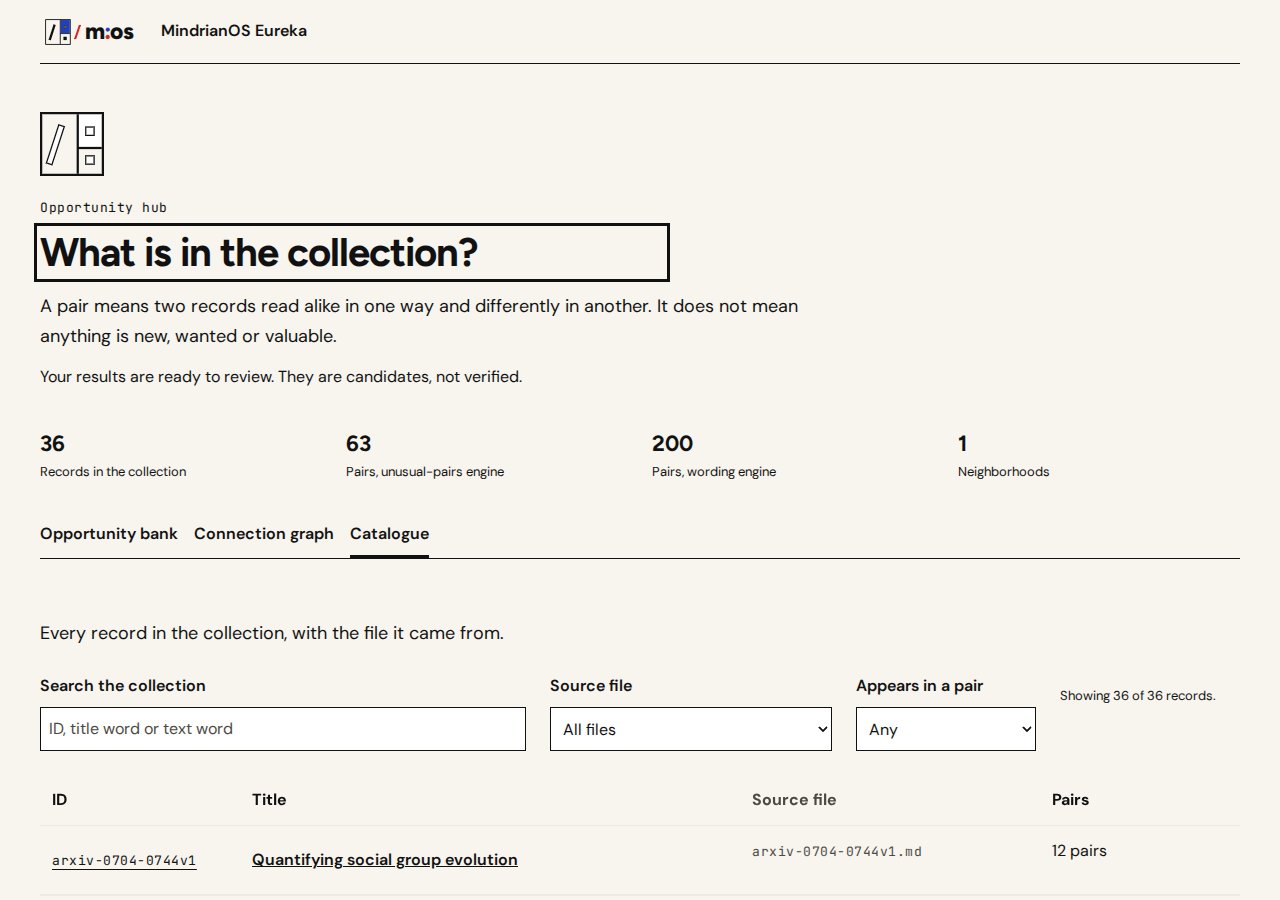 / m:os MindrianOS Eureka
Opportunity hub
What is in the collection?
A pair means two records read alike in one way and differently in another. It does not mean
anything is new, wanted or valuable.
Your results are ready to review. They are candidates, not verified.
36 63 200 1
Records in the collection Pairs, unusual-pairs engine Pairs, wording engine Neighborhoods
Opportunity bank Connection graph Catalogue
Every record in the collection, with the file it came from.
Search the collection Source file Appears in a pair Showing 36 of 36 records.
ID, title word or text word All files Any
ID Title Source file Pairs
arxiv-0704-0744v1 Quantifying social group evolution arxiv-0704-0744v1.md 12 pairs